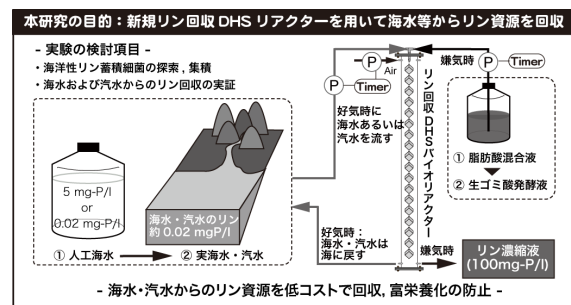 本研究の目的：新規リン回収 DHS リアクターを用いて海水等からリン資源を回収
- 実験の検討項目 -
・海洋性リン蓄積細菌の探索 , 集積
・海水および汽水からのリン回収の実証
5 mg-P/l
or
0.02 mg-P/l
① 人工海水
② 実海水・汽水
海水・汽水のリン
約 0.02 mgP/l
P
Air
P
Timer
好気時に
海水あるいは
汽水を流す
好気時：
海水・汽水は
海に戻す
リン回収 DHS バイオリアクター
嫌気時
P
Timer
① 脂肪酸混合液
② 生ゴミ酸発酵液
嫌気時
リン濃縮液
(100mg-P/l)
- 海水・汽水からのリン資源を低コストで回収, 富栄養化の防止 -